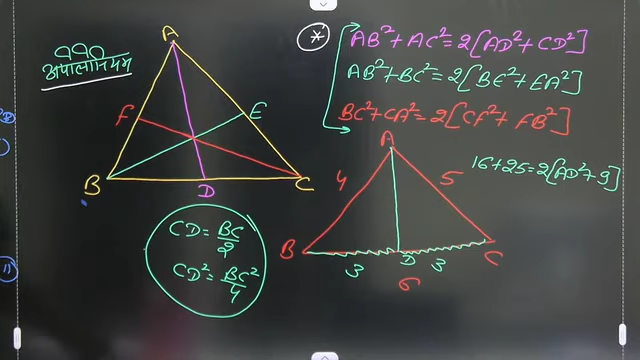 अपोलोनियस
A
F
E
B
D
C
CD = BC/2
CD² = BC²/4
* AB² + AC² = 2[AD² + CD²]
AB² + BC² = 2[BE² + EA²]
BC² + CA² = 2[CF² + FB²]
A
4
5
B
3
D
3
C
6
16 + 25 = 2[AD² + 9]